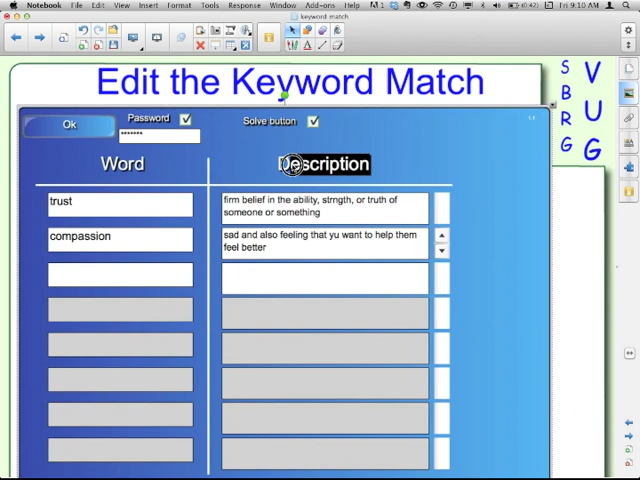 Notebook File Edit View Insert Format Tools Response Window Add-ons Help (0:42) Fri 9:10 AM
keyword match
Edit the Keyword Match
S V
B U
R G
G
Ok Password Solve button
*******
Word Description
trust firm belief in the ability, strngth, or truth of
someone or something
compassion sad and also feeling that yu want to help them
feel better